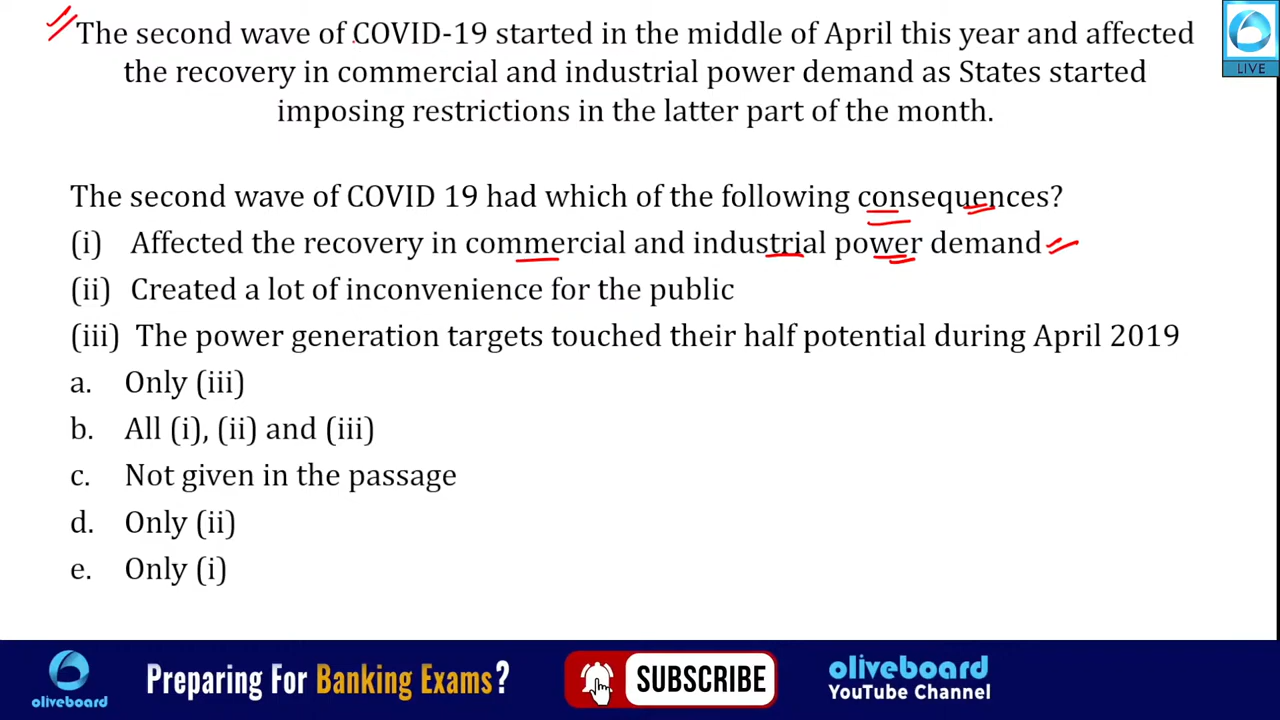 The second wave of COVID-19 started in the middle of April this year and affected
the recovery in commercial and industrial power demand as States started
imposing restrictions in the latter part of the month.
LIVE
The second wave of COVID 19 had which of the following consequences?
(i) Affected the recovery in commercial and industrial power demand
(ii) Created a lot of inconvenience for the public
(iii) The power generation targets touched their half potential during April 2019
a. Only (iii)
b. All (i), (ii) and (iii)
c. Not given in the passage
d. Only (ii)
e. Only (i)
oliveboard
Preparing For Banking Exams?
SUBSCRIBE
oliveboard
YouTube Channel